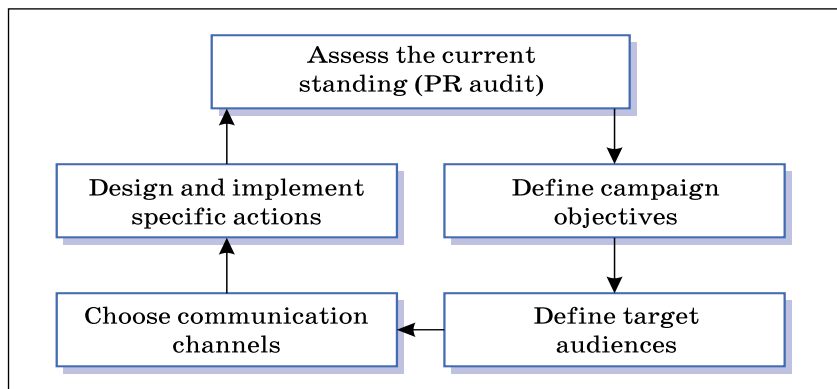 Assess the current
standing (PR audit)
Define campaign
objectives
Define target
audiences
Choose communication
channels
Design and implement
specific actions